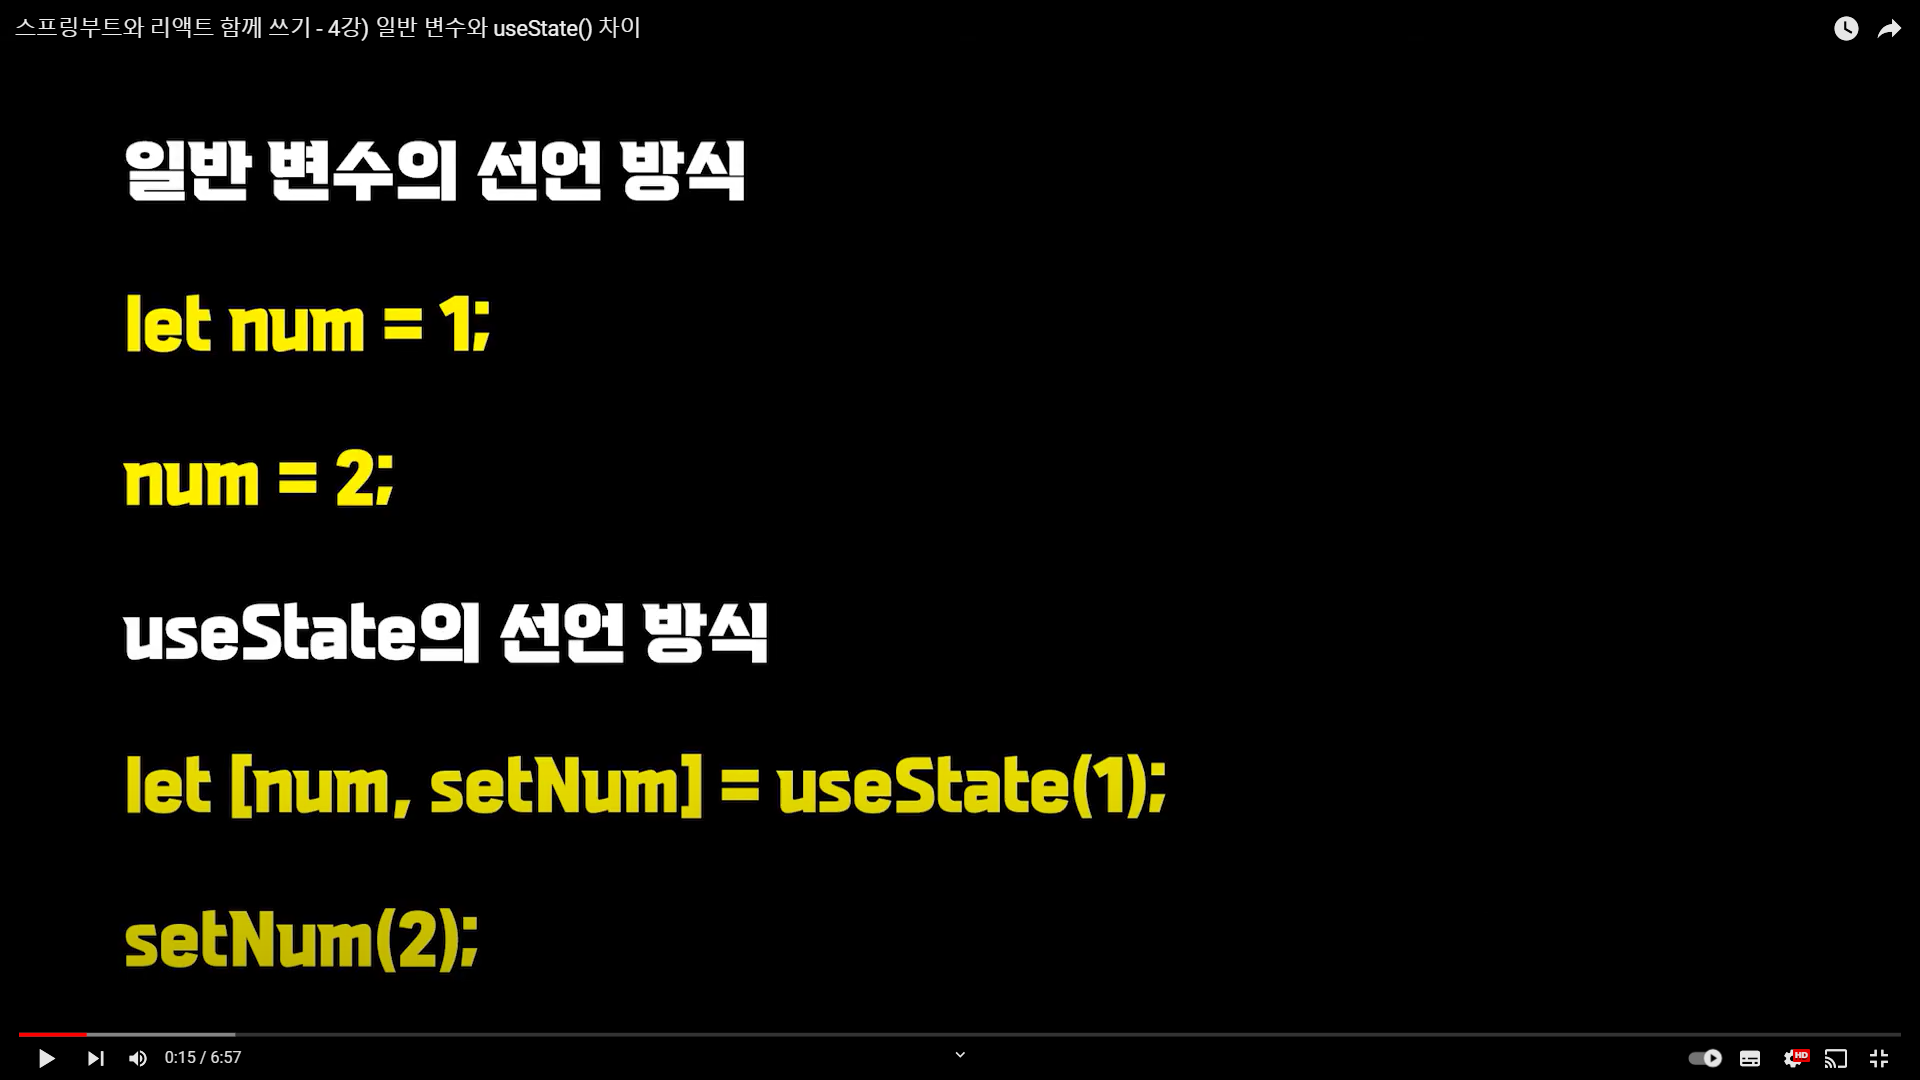 스프링부트와 리액트 함께 쓰기 - 4강) 일반 변수와 useState() 차이
일반 변수의 선언 방식
let num = 1;
num = 2;
useState의 선언 방식
let [num, setNum] = useState(1);
setNum(2);
0:15 / 6:57
HD